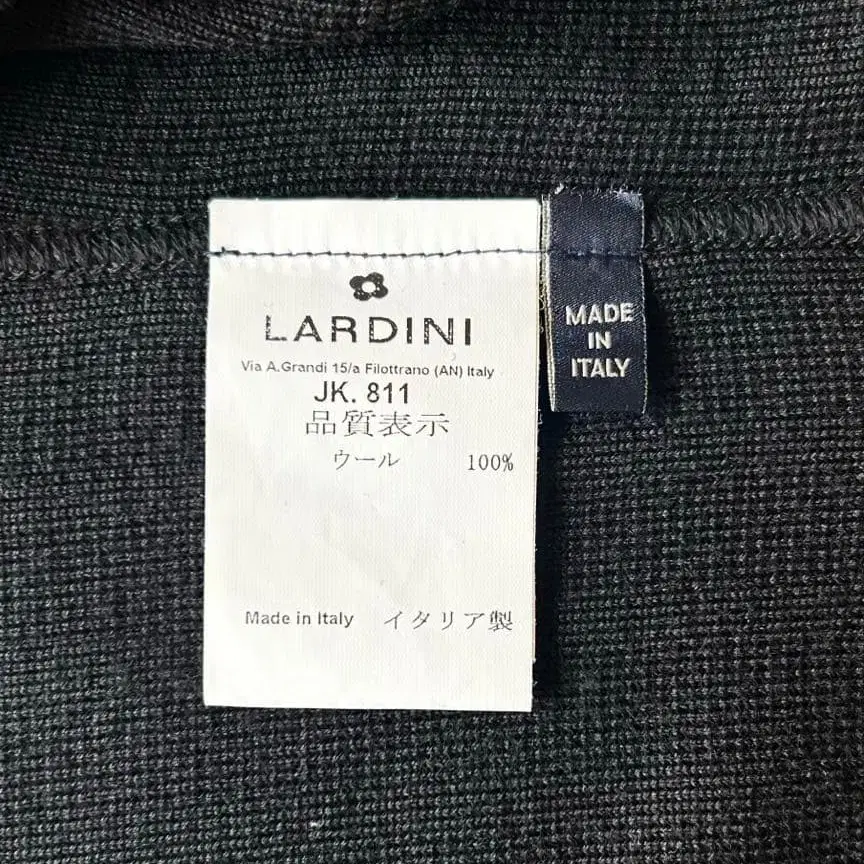 LARDINI
Via A.Grandi 15/a Filottrano (AN) Italy
JK. 811
品質表示
ウール 100%
Made in Italy イタリア製
MADE
IN
ITALY